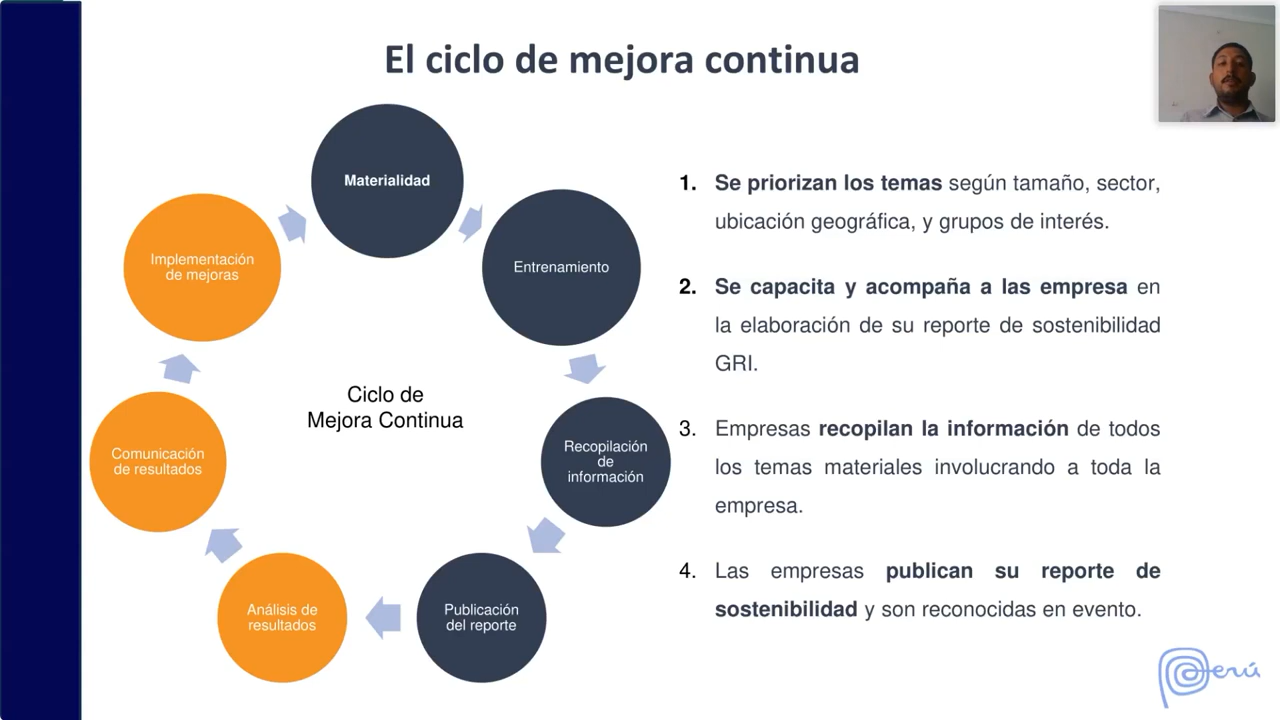 El ciclo de mejora continua
Materialidad
Entrenamiento
Recopilación
de
información
Publicación
del reporte
Análisis de
resultados
Comunicación
de resultados
Implementación
de mejoras
Ciclo de
Mejora Continua
1. Se priorizan los temas según tamaño, sector,
ubicación geográfica, y grupos de interés.
2. Se capacita y acompaña a las empresa en
la elaboración de su reporte de sostenibilidad
GRI.
3. Empresas recopilan la información de todos
los temas materiales involucrando a toda la
empresa.
4. Las empresas publican su reporte de
sostenibilidad y son reconocidas en evento.
Perú